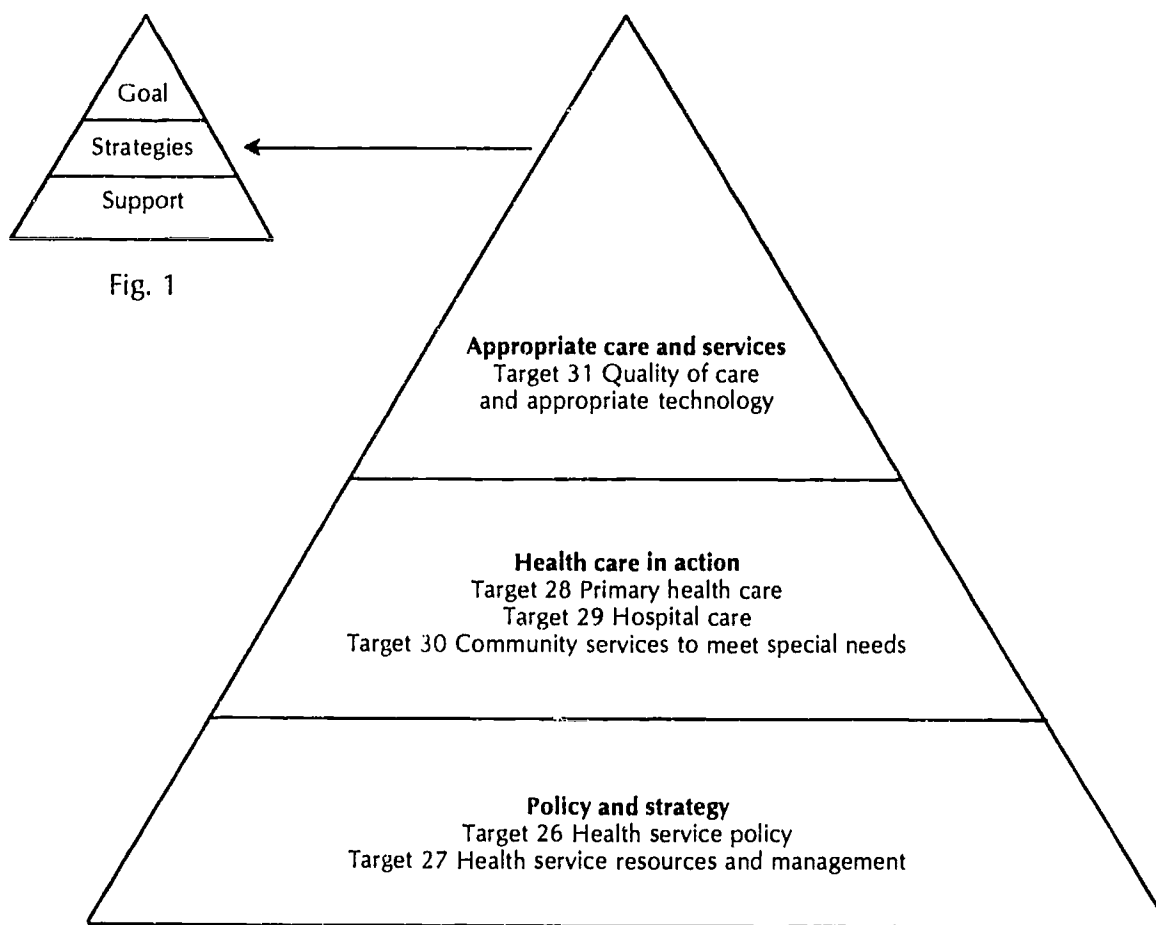 Goal
Strategies
Support
Fig. 1
Appropriate care and services
Target 31 Quality of care
and appropriate technology
Health care in action
Target 28 Primary health care
Target 29 Hospital care
Target 30 Community services to meet special needs
Policy and strategy
Target 26 Health service policy
Target 27 Health service resources and management